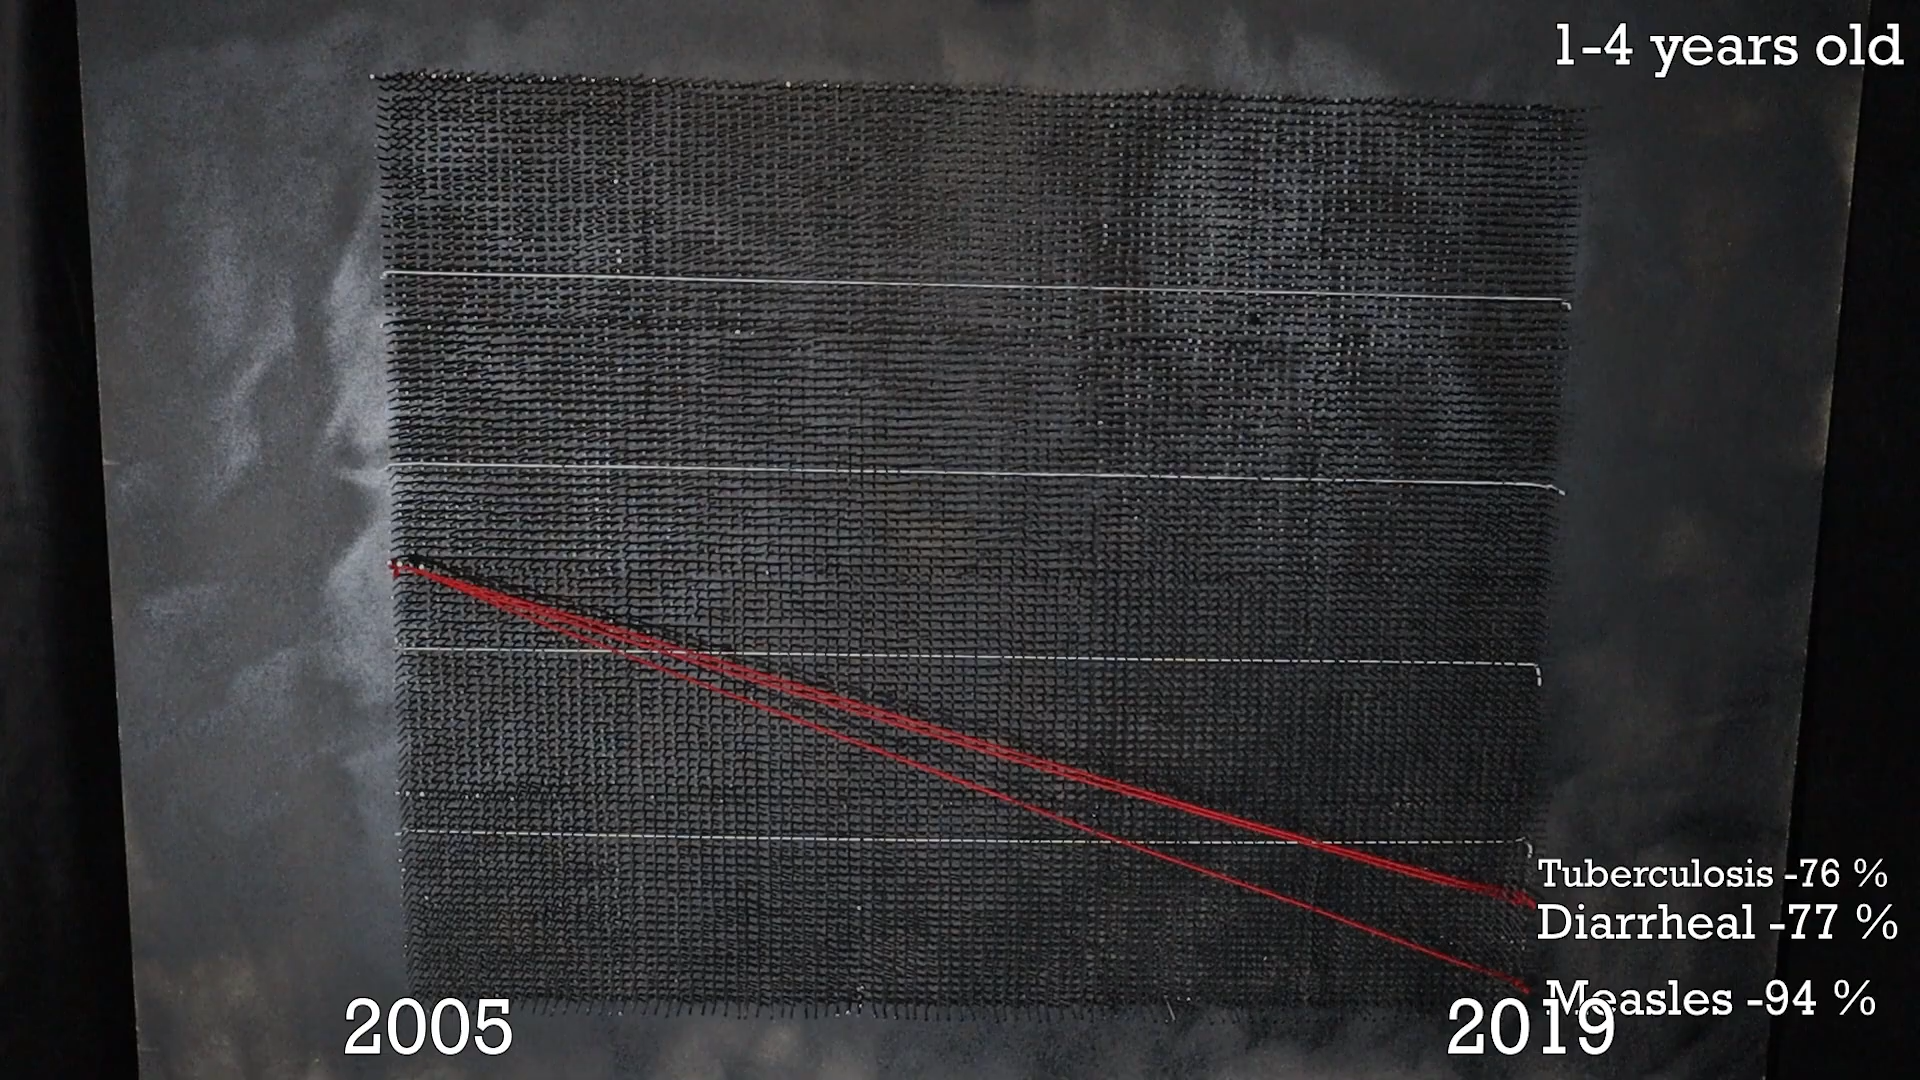 1-4 years old
Tuberculosis -76 %
Diarrheal -77 %
Measles -94 %
2005
2019